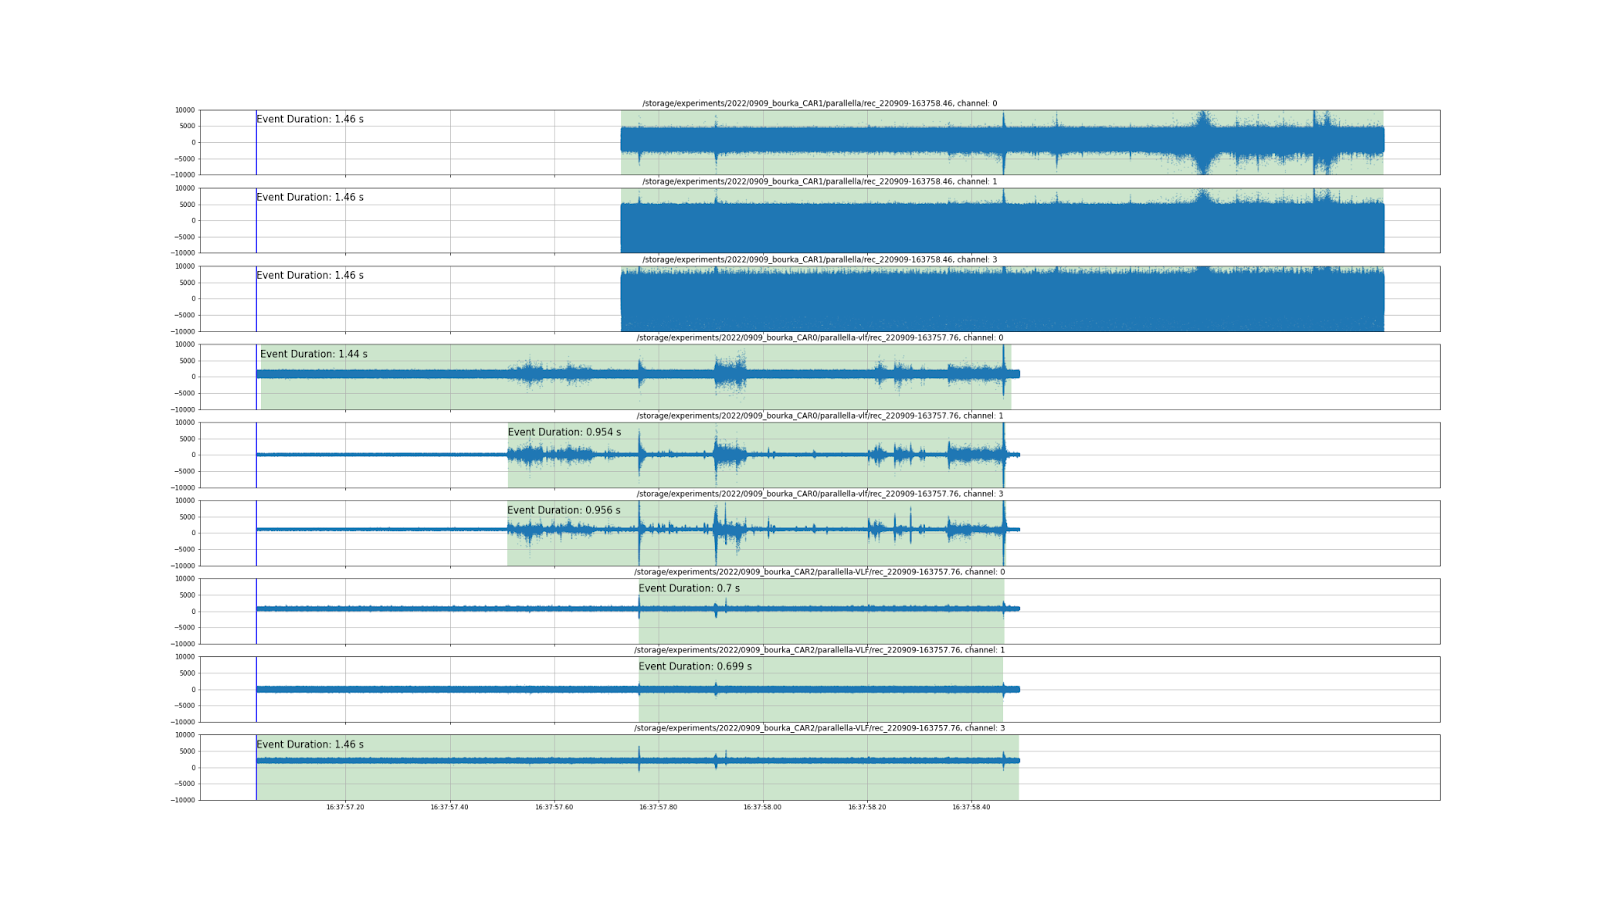 /storage/experiments/2022/0909_bourka_CAR1/parallella/rec_220909-163758.46, channel: 0
10000
5000
0
−5000
−10000
Event Duration: 1.46 s
/storage/experiments/2022/0909_bourka_CAR1/parallella/rec_220909-163758.46, channel: 1
10000
5000
0
−5000
−10000
Event Duration: 1.46 s
/storage/experiments/2022/0909_bourka_CAR1/parallella/rec_220909-163758.46, channel: 3
10000
5000
0
−5000
−10000
Event Duration: 1.46 s
/storage/experiments/2022/0909_bourka_CAR0/parallella-vlf/rec_220909-163757.76, channel: 0
10000
5000
0
−5000
−10000
Event Duration: 1.44 s
/storage/experiments/2022/0909_bourka_CAR0/parallella-vlf/rec_220909-163757.76, channel: 1
10000
5000
0
−5000
−10000
Event Duration: 0.954 s
/storage/experiments/2022/0909_bourka_CAR0/parallella-vlf/rec_220909-163757.76, channel: 3
10000
5000
0
−5000
−10000
Event Duration: 0.956 s
/storage/experiments/2022/0909_bourka_CAR2/parallella-VLF/rec_220909-163757.76, channel: 0
10000
5000
0
−5000
−10000
Event Duration: 0.7 s
/storage/experiments/2022/0909_bourka_CAR2/parallella-VLF/rec_220909-163757.76, channel: 1
10000
5000
0
−5000
−10000
Event Duration: 0.699 s
/storage/experiments/2022/0909_bourka_CAR2/parallella-VLF/rec_220909-163757.76, channel: 3
10000
5000
0
−5000
−10000
Event Duration: 1.46 s
16:37:57.20 16:37:57.40 16:37:57.60 16:37:57.80 16:37:58.00 16:37:58.20 16:37:58.40